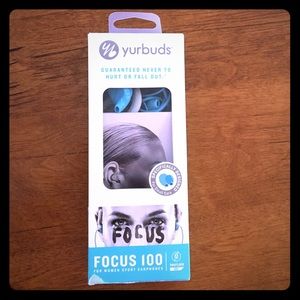 yurbuds
GUARANTEED NEVER TO
HURT OR FALL OUT.
FOCUS
FOCUS 100
FOR WOMEN SPORT EARPHONES